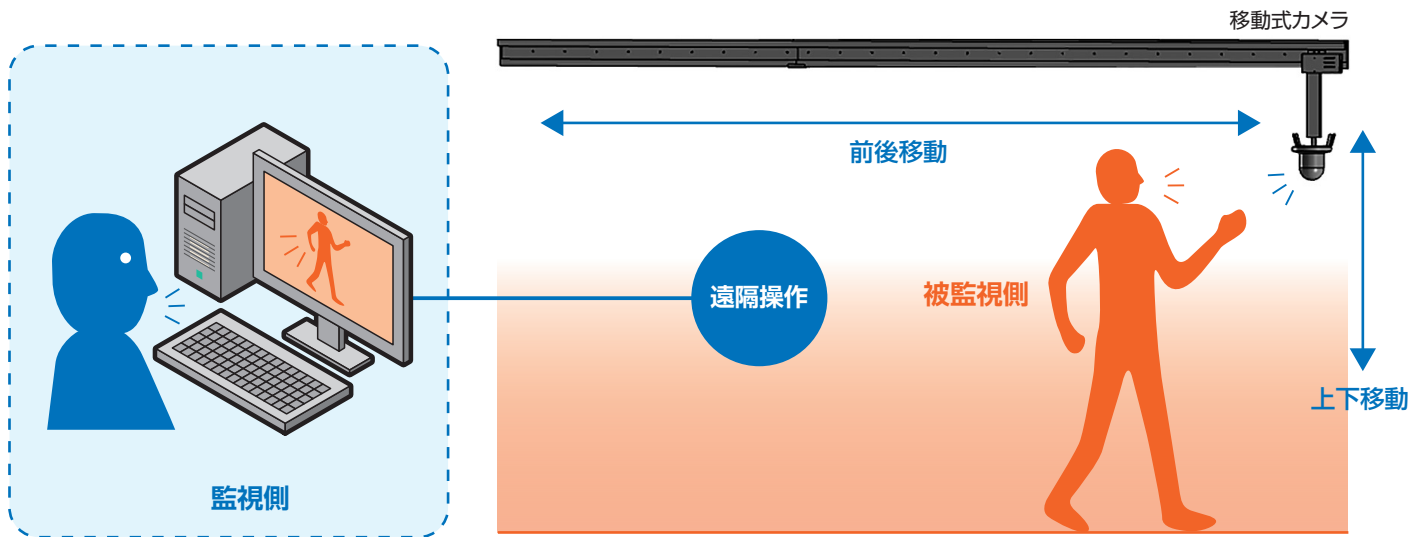 移動式カメラ
前後移動
遠隔操作
被監視側
上下移動
監視側